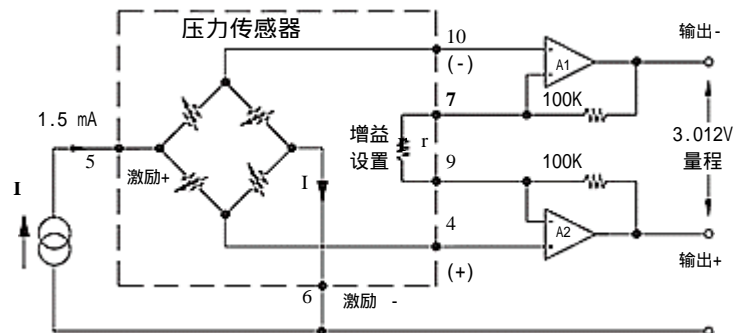 压力传感器
10
(-)
A1
输出-
7
100K
1.5 mA
5
激励+
I
增益
设置
r
9
100K
3.012V
量程
I
4
(+)
A2
输出+
6
激励 -